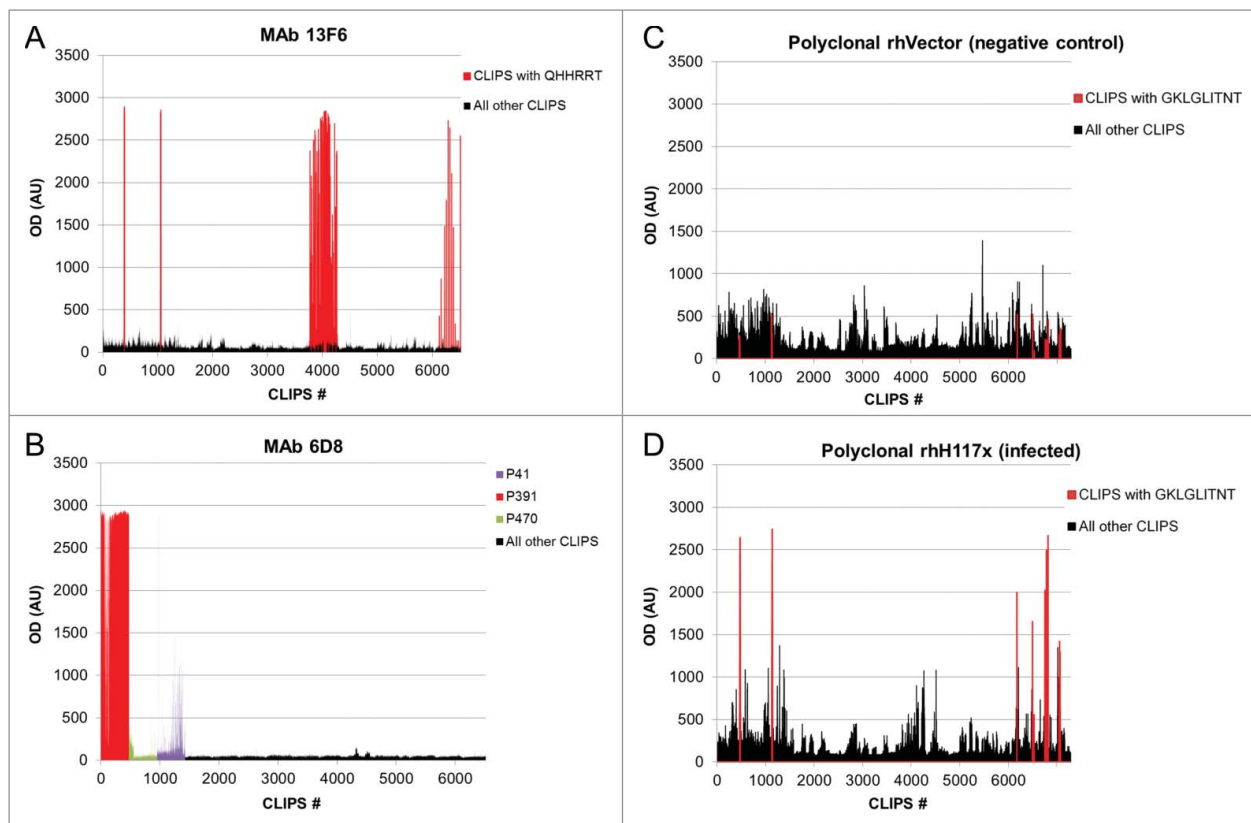 A
MAb 13F6
3500
3000
2500
2000
1500
1000
500
0
OD (AU)
0 1000 2000 3000 4000 5000 6000
CLIPS #
CLIPS with QHHRRT
All other CLIPS
C
Polyclonal rhVector (negative control)
3500
3000
2500
2000
1500
1000
500
0
OD (AU)
0 1000 2000 3000 4000 5000 6000
CLIPS #
CLIPS with GKLGLITNT
All other CLIPS
B
MAb 6D8
3500
3000
2500
2000
1500
1000
500
0
OD (AU)
0 1000 2000 3000 4000 5000 6000
CLIPS #
P41
P391
P470
All other CLIPS
D
Polyclonal rhH117x (infected)
3500
3000
2500
2000
1500
1000
500
0
OD (AU)
0 1000 2000 3000 4000 5000 6000
CLIPS #
CLIPS with GKLGLITNT
All other CLIPS